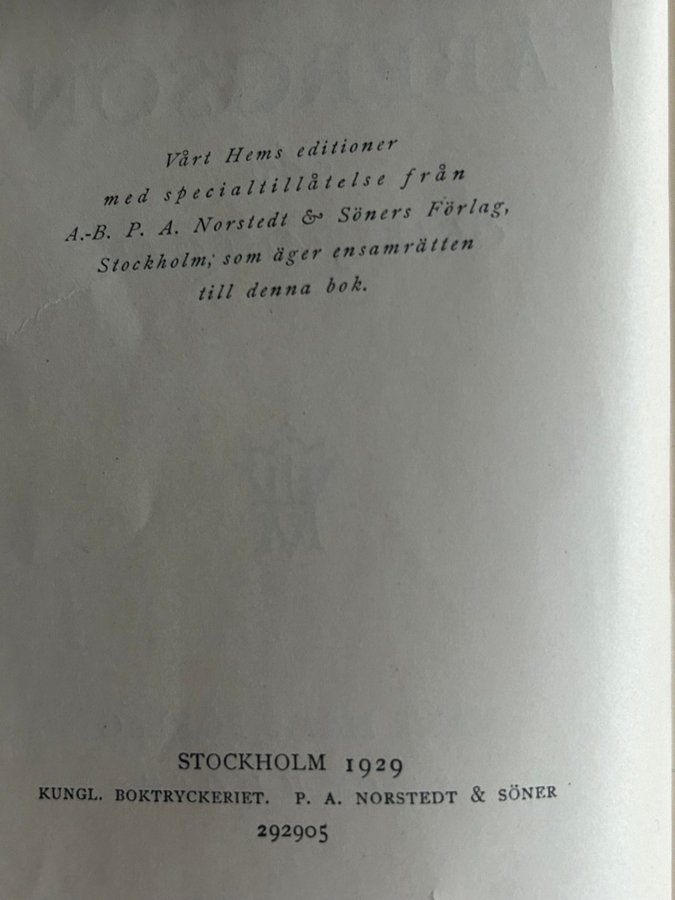 Vårt Hems editioner
med specialtillåtelse från
A.-B. P. A. Norstedt & Söners Förlag,
Stockholm, som äger ensamrätten
till denna bok.
STOCKHOLM 1929
KUNGL. BOKTRYCKERIET. P. A. NORSTEDT & SÖNER
292905